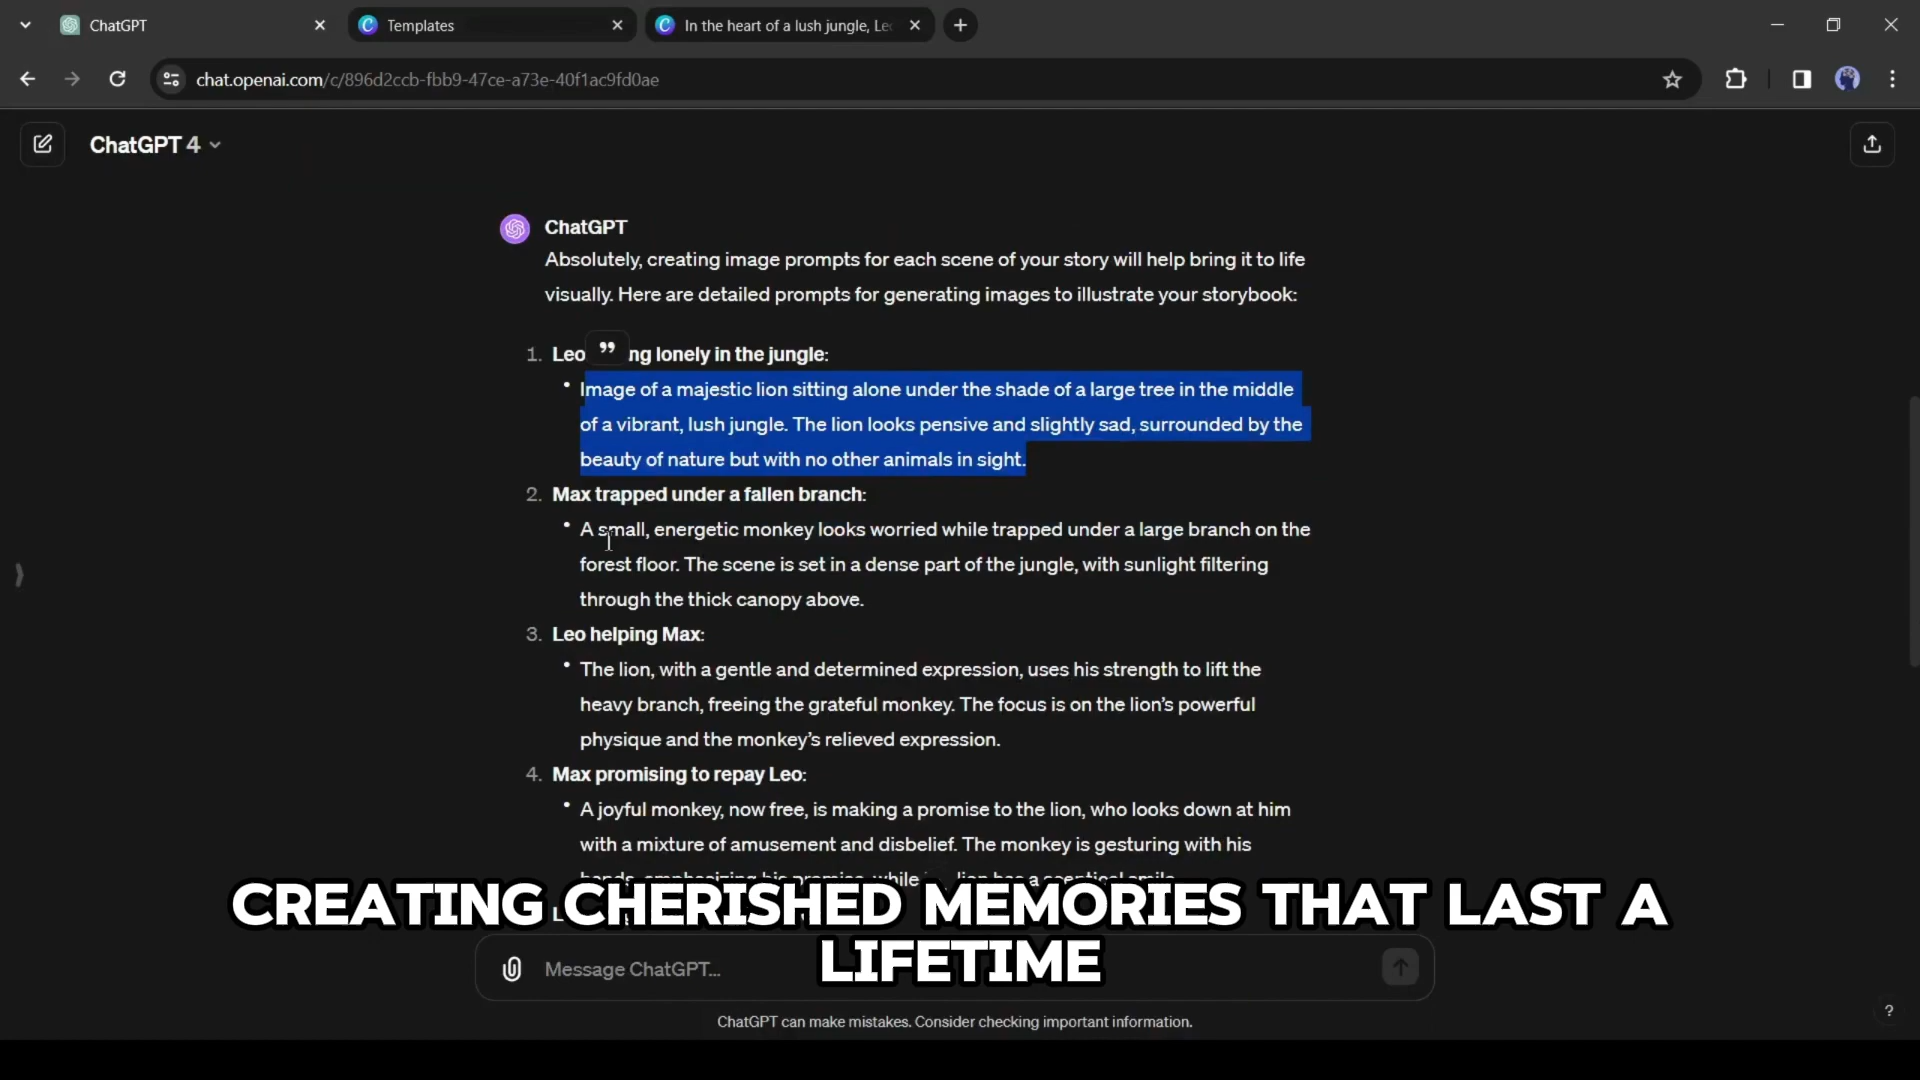 ChatGPT
Templates
In the heart of a lush jungle, Le
chat.openai.com/c/896d2ccb-fbb9-47ce-a73e-40f1ac9fd0ae
ChatGPT 4
ChatGPT
Absolutely, creating image prompts for each scene of your story will help bring it to life
visually. Here are detailed prompts for generating images to illustrate your storybook:
1. Leo ng lonely in the jungle:
• Image of a majestic lion sitting alone under the shade of a large tree in the middle
of a vibrant, lush jungle. The lion looks pensive and slightly sad, surrounded by the
beauty of nature but with no other animals in sight.
2. Max trapped under a fallen branch:
• A small, energetic monkey looks worried while trapped under a large branch on the
forest floor. The scene is set in a dense part of the jungle, with sunlight filtering
through the thick canopy above.
3. Leo helping Max:
• The lion, with a gentle and determined expression, uses his strength to lift the
heavy branch, freeing the grateful monkey. The focus is on the lion’s powerful
physique and the monkey’s relieved expression.
4. Max promising to repay Leo:
• A joyful monkey, now free, is making a promise to the lion, who looks down at him
with a mixture of amusement and disbelief. The monkey is gesturing with his
hands, emphasizing his promise, while lion has a sceptical smile.
CREATING CHERISHED MEMORIES THAT LAST A
LIFETIME
Message ChatGPT...
ChatGPT can make mistakes. Consider checking important information.
?